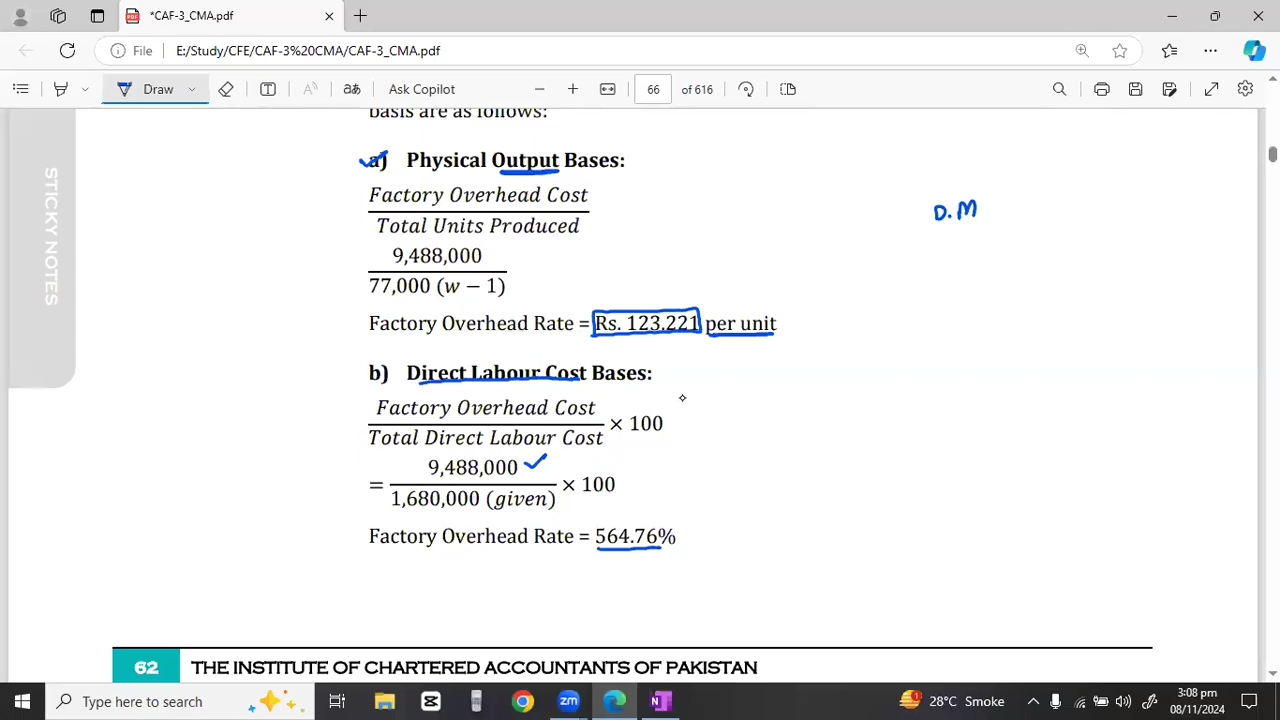 *CAF-3_CMA.pdf
File E:/Study/CFE/CAF-3%20CMA/CAF-3_CMA.pdf
Draw Ask Copilot 66 of 616
basis are as follows:
STICKY NOTES
a) Physical Output Bases:
Factory Overhead Cost
Total Units Produced
D.M
9,488,000
77,000 (w − 1)
Factory Overhead Rate = Rs. 123.221 per unit
b) Direct Labour Cost Bases:
Factory Overhead Cost
× 100
Total Direct Labour Cost
9,488,000
= × 100
1,680,000 (given)
Factory Overhead Rate = 564.76%
62 THE INSTITUTE OF CHARTERED ACCOUNTANTS OF PAKISTAN
Type here to search
zm
N
1
28°C Smoke
3:08 pm
08/11/2024